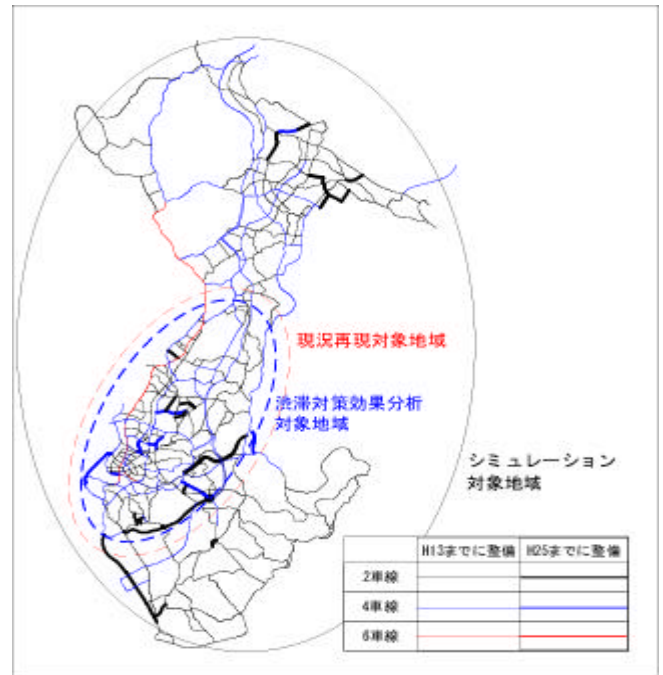 現況再現対象地域
渋滞対策効果分析
対象地域
シミュレーション
対象地域
H13までに整備 H25までに整備
2車線
4車線
6車線